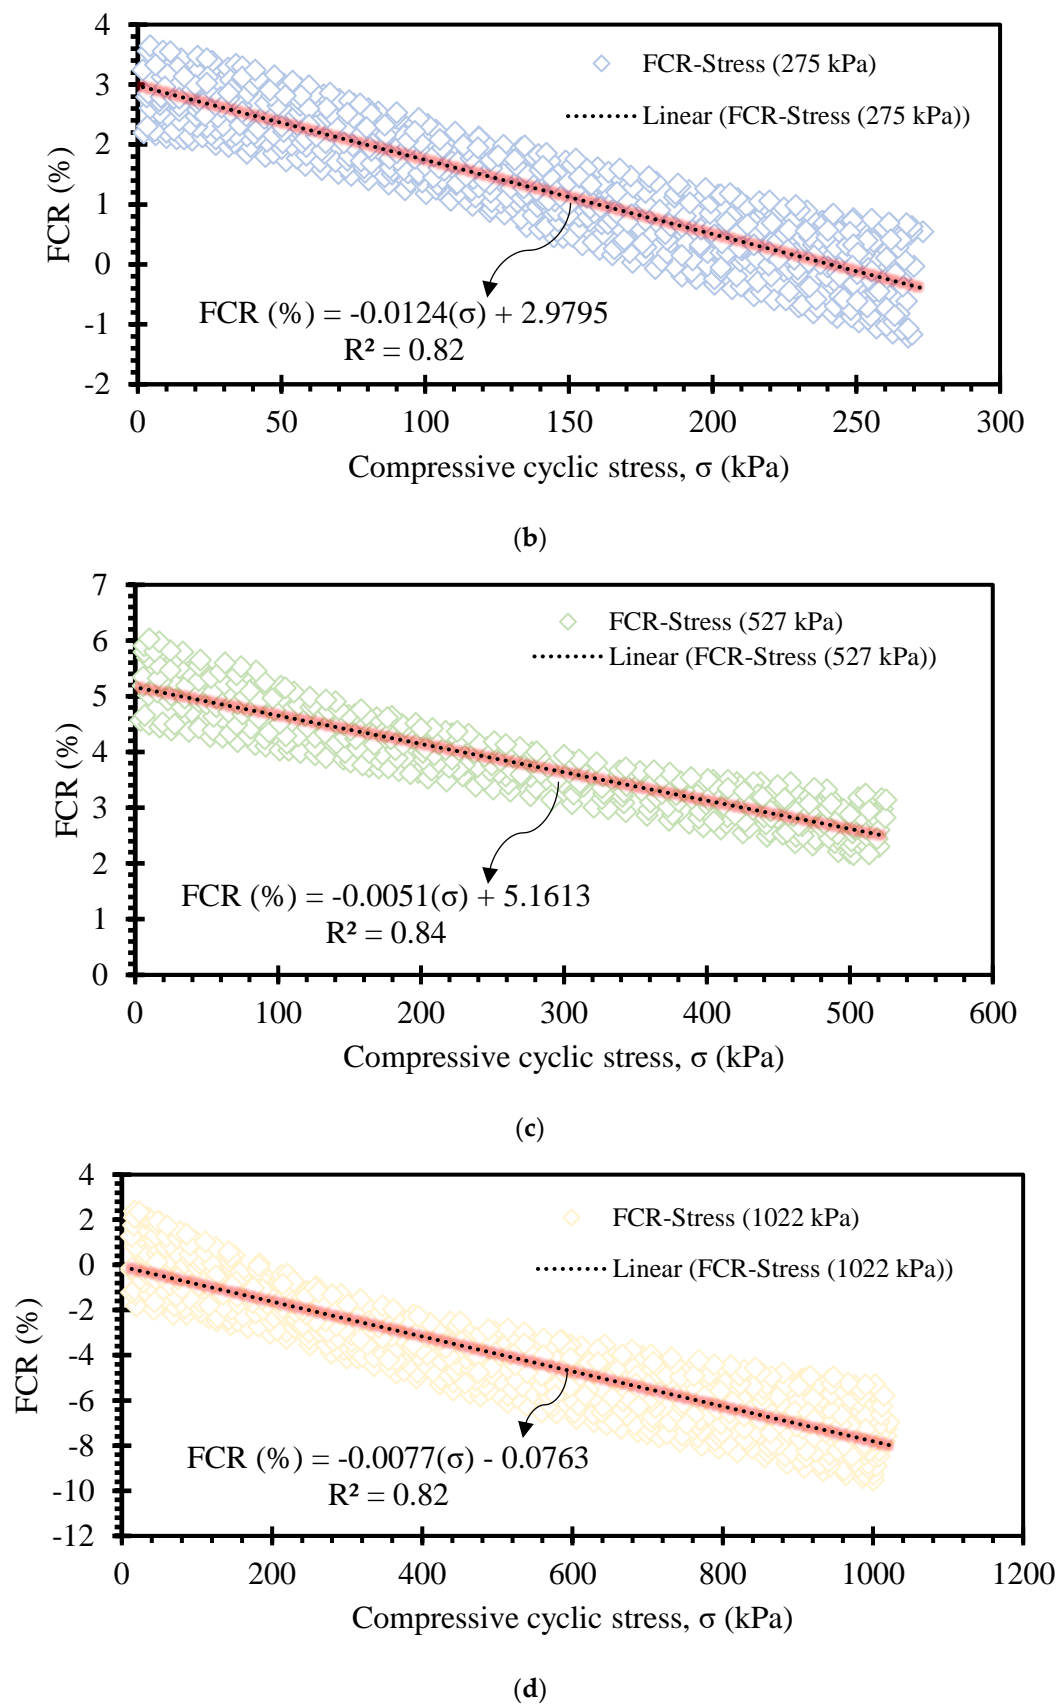 4
3
2
1
0
-1
-2
FCR (%)
FCR-Stress (275 kPa)
Linear (FCR-Stress (275 kPa))
FCR (%) = -0.0124(σ) + 2.9795
R² = 0.82
0 50 100 150 200 250 300
Compressive cyclic stress, σ (kPa)
(b)
7
6
5
4
3
2
1
0
FCR (%)
FCR-Stress (527 kPa)
Linear (FCR-Stress (527 kPa))
FCR (%) = -0.0051(σ) + 5.1613
R² = 0.84
0 100 200 300 400 500 600
Compressive cyclic stress, σ (kPa)
(c)
4
2
0
-2
-4
-6
-8
-10
-12
FCR (%)
FCR-Stress (1022 kPa)
Linear (FCR-Stress (1022 kPa))
FCR (%) = -0.0077(σ) - 0.0763
R² = 0.82
0 200 400 600 800 1000 1200
Compressive cyclic stress, σ (kPa)
(d)